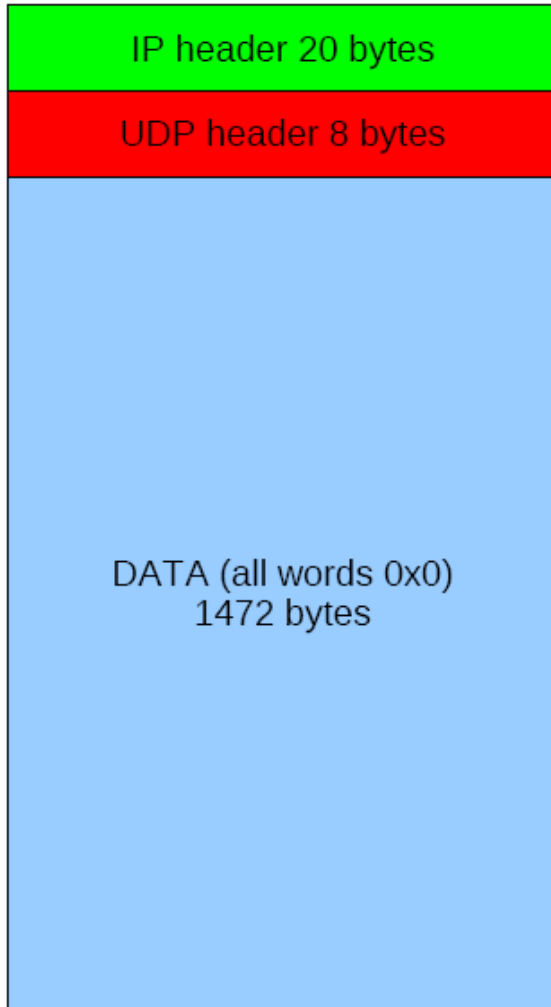 IP header 20 bytes
UDP header 8 bytes
DATA (all words 0x0)
1472 bytes